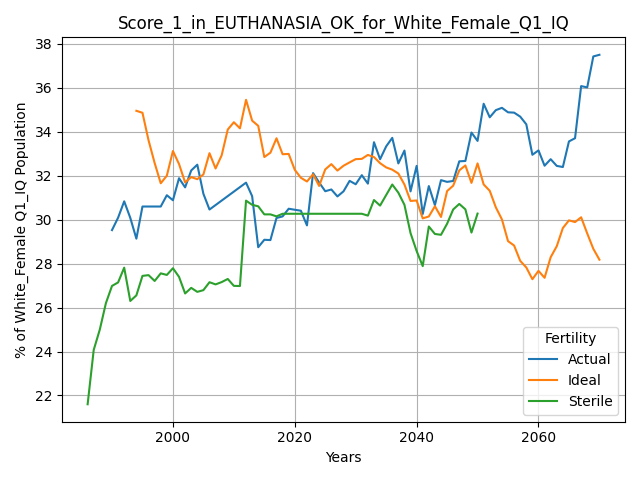 Score_1_in_EUTHANASIA_OK_for_White_Female_Q1_IQ
% of White_Female Q1_IQ Population
38
36
34
32
30
28
26
24
22
2000
2020
2040
2060
Years
Fertility
Actual
Ideal
Sterile